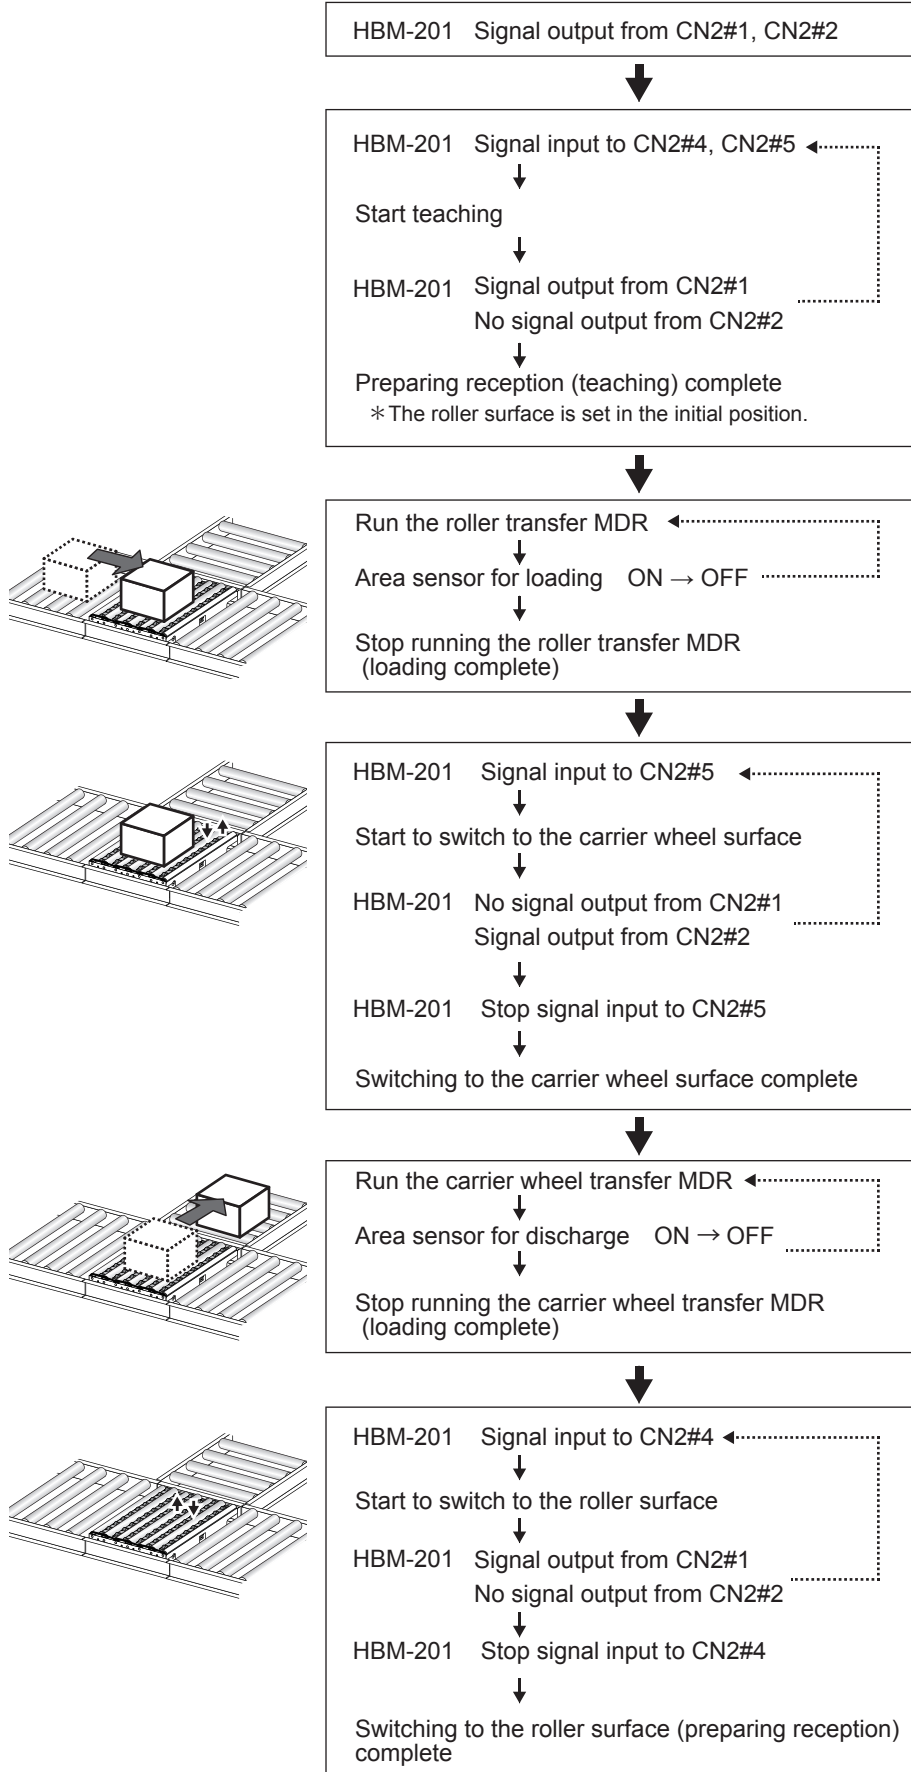 HBM-201 Signal output from CN2#1, CN2#2
HBM-201 Signal input to CN2#4, CN2#5
Start teaching
HBM-201 Signal output from CN2#1
No signal output from CN2#2
Preparing reception (teaching) complete
＊The roller surface is set in the initial position.
Run the roller transfer MDR
Area sensor for loading ON → OFF
Stop running the roller transfer MDR
(loading complete)
HBM-201 Signal input to CN2#5
Start to switch to the carrier wheel surface
HBM-201 No signal output from CN2#1
Signal output from CN2#2
HBM-201 Stop signal input to CN2#5
Switching to the carrier wheel surface complete
Run the carrier wheel transfer MDR
Area sensor for discharge ON → OFF
Stop running the carrier wheel transfer MDR
(loading complete)
HBM-201 Signal input to CN2#4
Start to switch to the roller surface
HBM-201 Signal output from CN2#1
No signal output from CN2#2
HBM-201 Stop signal input to CN2#4
Switching to the roller surface (preparing reception)
complete